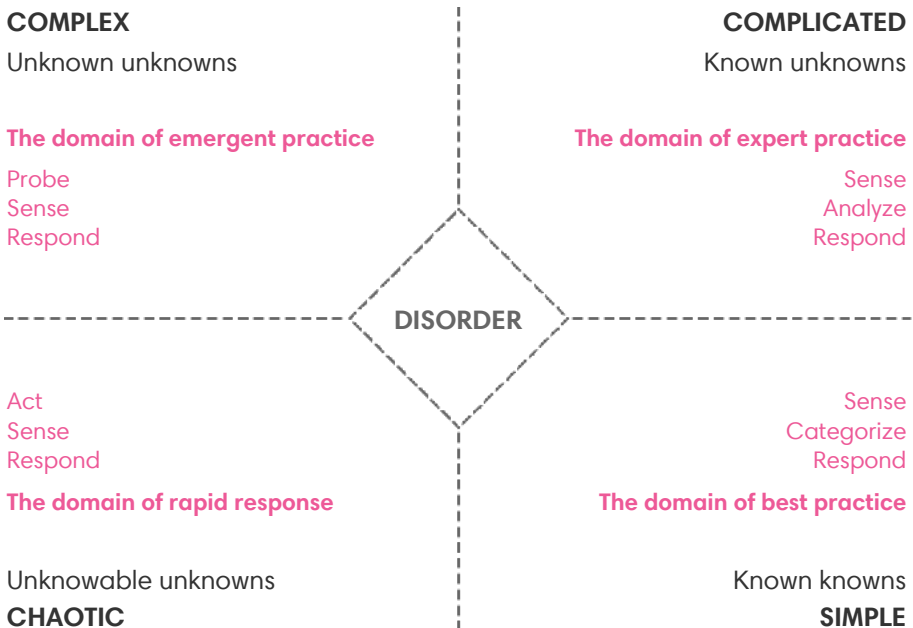 COMPLEX
Unknown unknowns
The domain of emergent practice
Probe
Sense
Respond
COMPLICATED
Known unknowns
The domain of expert practice
Sense
Analyze
Respond
DISORDER
Act
Sense
Respond
The domain of rapid response
Unknowable unknowns
CHAOTIC
Sense
Categorize
Respond
The domain of best practice
Known knowns
SIMPLE